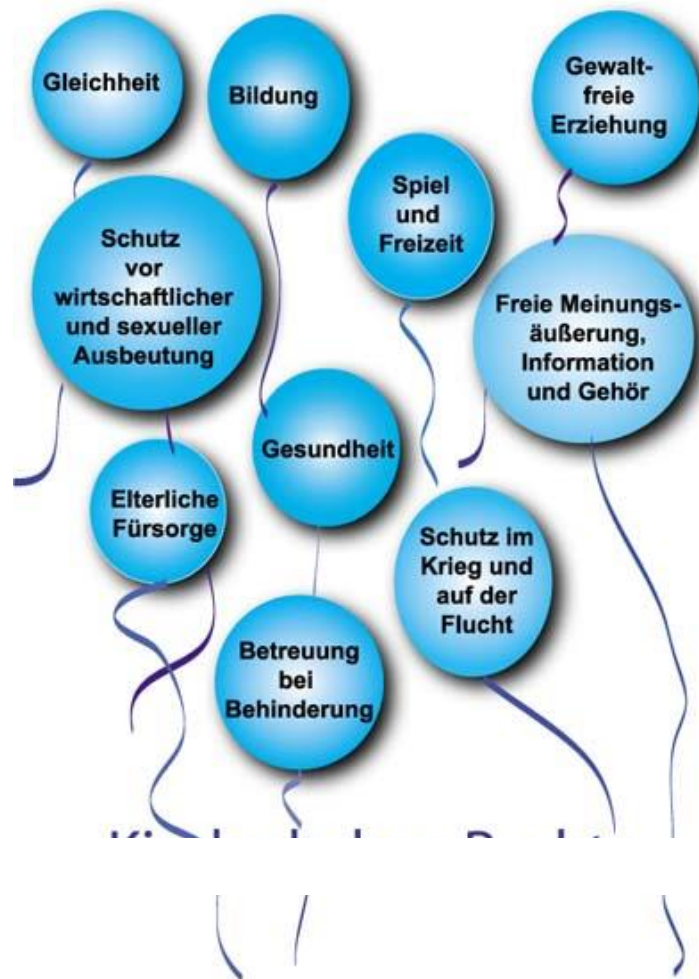 Gleichheit
Bildung
Gewalt-
freie
Erziehung
Spiel
und
Freizeit
Schutz
vor
wirtschaftlicher
und sexueller
Ausbeutung
Freie Meinungs-
äußerung,
Information
und Gehör
Gesundheit
Elterliche
Fürsorge
Schutz im
Krieg und
auf der
Flucht
Betreuung
bei
Behinderung